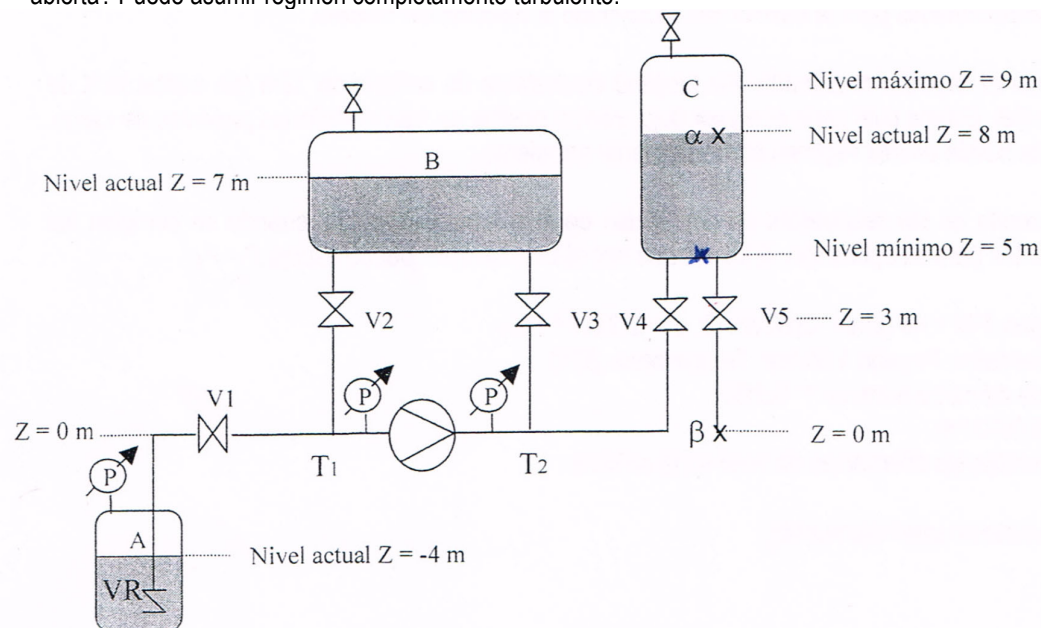 abierta? Puede asumir régimen completamente turbulento.
C
Nivel máximo Z = 9 m
α x
Nivel actual Z = 8 m
B
Nivel actual Z = 7 m
Nivel mínimo Z = 5 m
V2
V3
V4
V5
Z = 3 m
P
P
V1
Z = 0 m
β x
Z = 0 m
T1
T2
P
A
Nivel actual Z = -4 m
VR